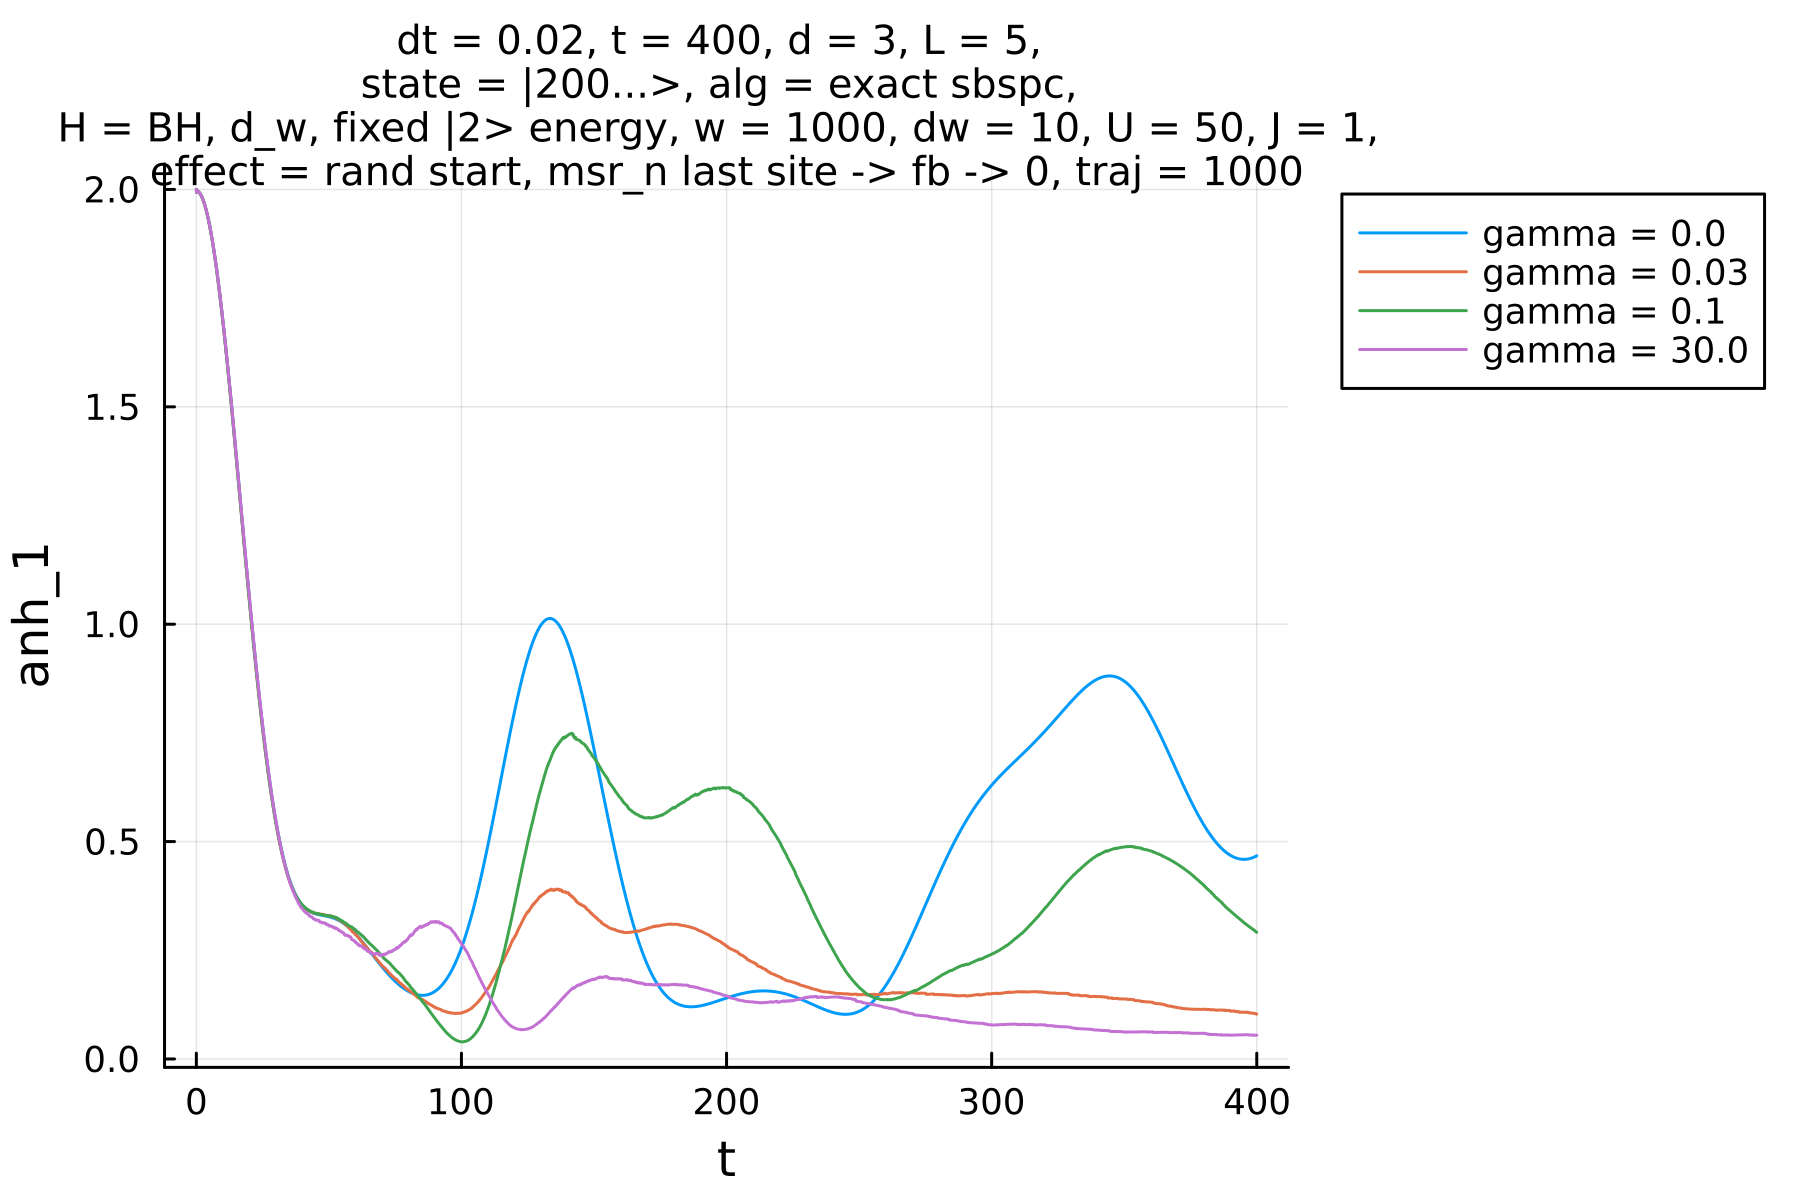 dt = 0.02, t = 400, d = 3, L = 5,
state = |200...>, alg = exact sbspc,
H = BH, d_w, fixed |2> energy, w = 1000, dw = 10, U = 50, J = 1,
effect = rand start, msr_n last site -> fb -> 0, traj = 1000
2.0
1.5
1.0
0.5
0.0
anh_1
0
100
200
300
400
t
gamma = 0.0
gamma = 0.03
gamma = 0.1
gamma = 30.0